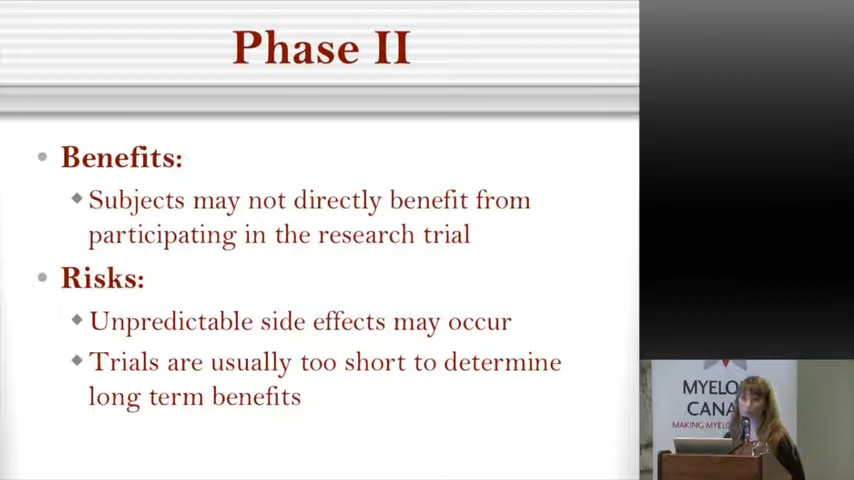 Phase II
Benefits:
Subjects may not directly benefit from
participating in the research trial
Risks:
Unpredictable side effects may occur
Trials are usually too short to determine
long term benefits
MYELO
CANA
MAKING MYELO